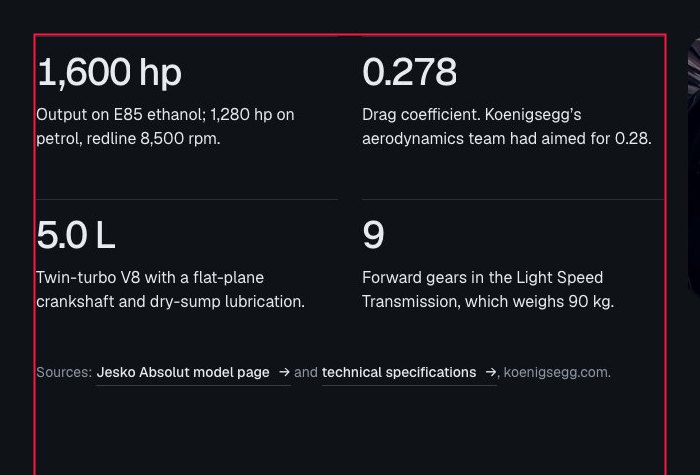 1,600 hp
Output on E85 ethanol; 1,280 hp on
petrol, redline 8,500 rpm.
0.278
Drag coefficient. Koenigsegg’s
aerodynamics team had aimed for 0.28.
5.0 L
Twin-turbo V8 with a flat-plane
crankshaft and dry-sump lubrication.
9
Forward gears in the Light Speed
Transmission, which weighs 90 kg.
Sources: Jesko Absolut model page → and technical specifications →, koenigsegg.com.